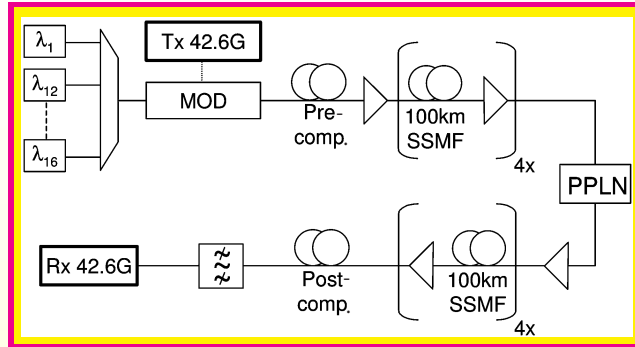 λ1
Tx 42.6G
λ12
MOD
λ16
Pre-
comp.
100km
SSMF
4x
PPLN
Rx 42.6G
Post-
comp.
100km
SSMF
4x